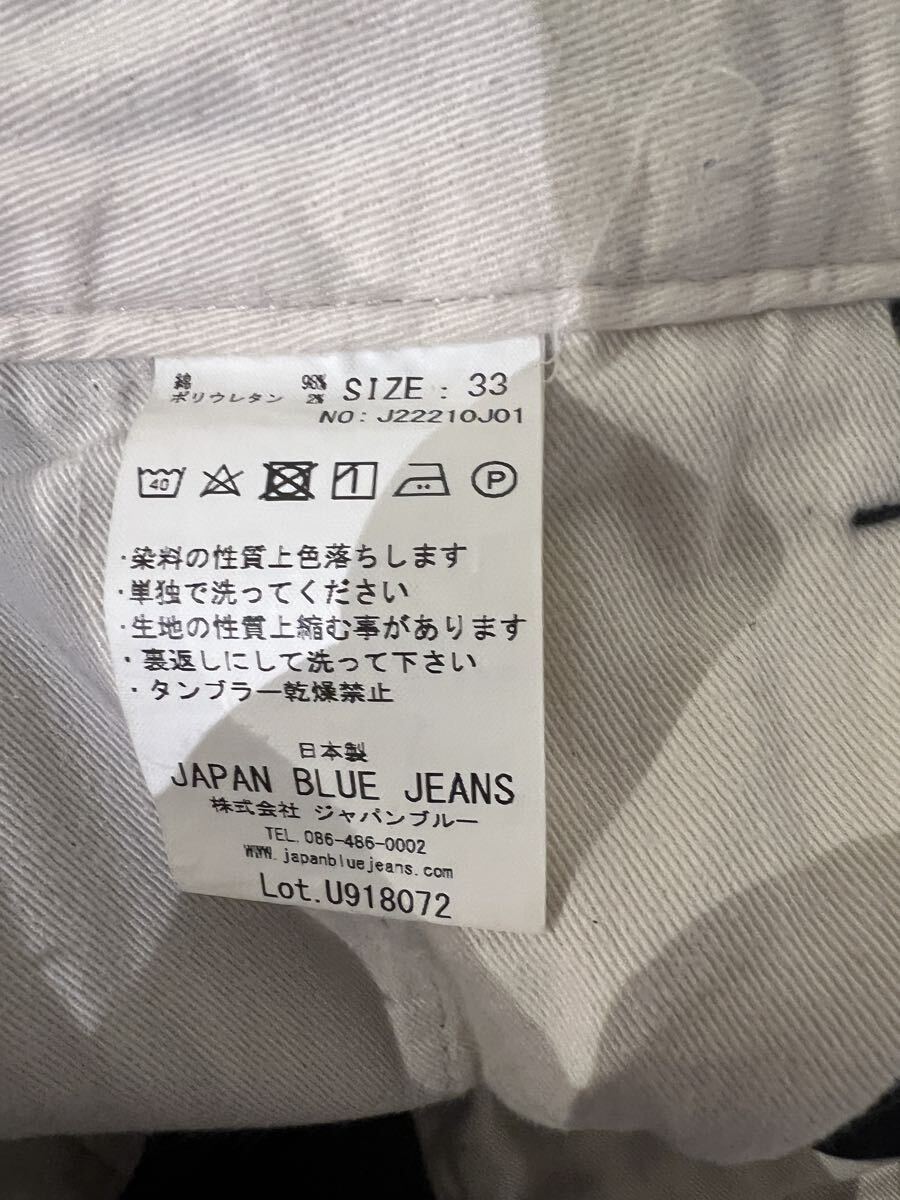 綿 98% SIZE : 33
ポリウレタン 2%
NO: J22210J01
40 P
・染料の性質上色落ちします
・単独で洗ってください
・生地の性質上縮む事があります
・裏返しにして洗って下さい
・タンブラー乾燥禁止
日本製
JAPAN BLUE JEANS
株式会社 ジャパンブルー
TEL. 086-486-0002
WWW. japanbluejeans. com
Lot. U918072